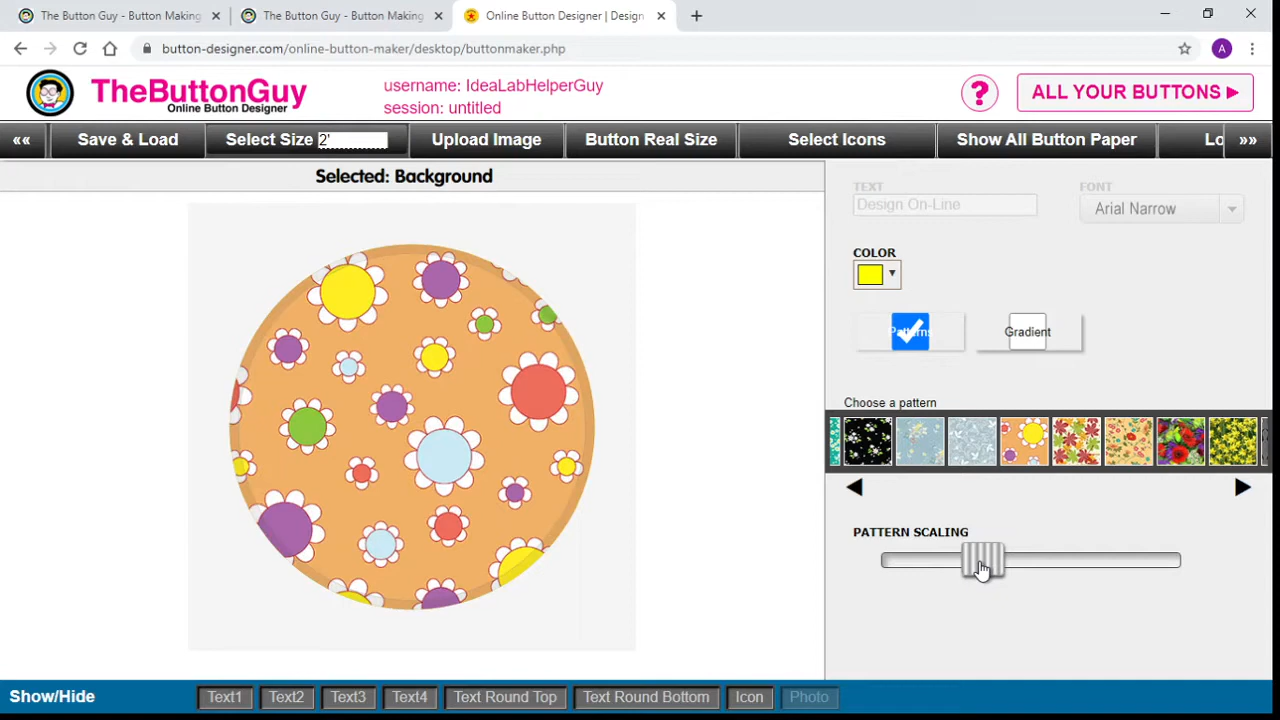 The Button Guy - Button Making
The Button Guy - Button Making
Online Button Designer | Design
button-designer.com/online-button-maker/desktop/buttonmaker.php
A
TheButtonGuy
Online Button Designer
username: IdeaLabHelperGuy
session: untitled
?
ALL YOUR BUTTONS ▶
«« Save & Load Select Size 2" Upload Image Button Real Size Select Icons Show All Button Paper Lo »»
Selected: Background
TEXT
Design On-Line
FONT
Arial Narrow
COLOR
Patterns
Gradient
Choose a pattern
PATTERN SCALING
Show/Hide Text1 Text2 Text3 Text4 Text Round Top Text Round Bottom Icon Photo